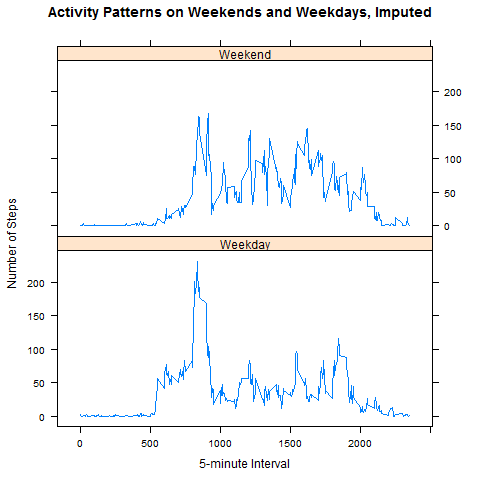 Activity Patterns on Weekends and Weekdays, Imputed
Weekend
200
150
100
50
0
Weekday
200
150
100
50
0
Number of Steps
0 500 1000 1500 2000
5-minute Interval